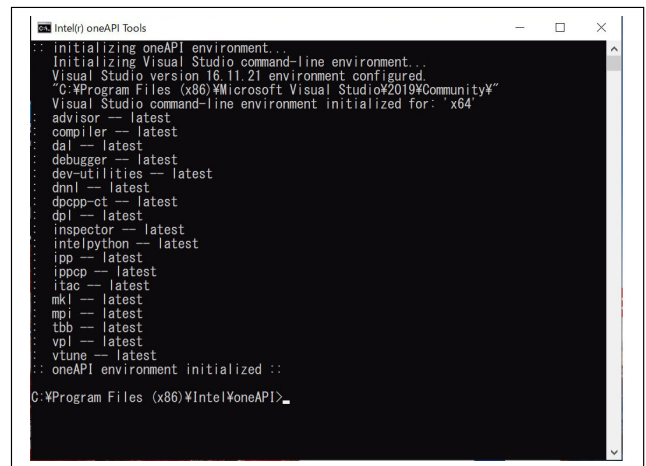 Intel(r) oneAPI Tools
:: initializing oneAPI environment...
Initializing Visual Studio command-line environment...
Visual Studio version 16.11.21 environment configured.
"C:¥Program Files (x86)¥Microsoft Visual Studio¥2019¥Community¥"
Visual Studio command-line environment initialized for: 'x64'
: advisor -- latest
: compiler -- latest
: dal -- latest
: debugger -- latest
: dev-utilities -- latest
: dnnl -- latest
: dpcpp-ct -- latest
: dpl -- latest
: inspector -- latest
: intelpython -- latest
: ipp -- latest
: ippcp -- latest
: itac -- latest
: mkl -- latest
: mpi -- latest
: tbb -- latest
: vpl -- latest
: vtune -- latest
:: oneAPI environment initialized ::
C:¥Program Files (x86)¥Intel¥oneAPI>